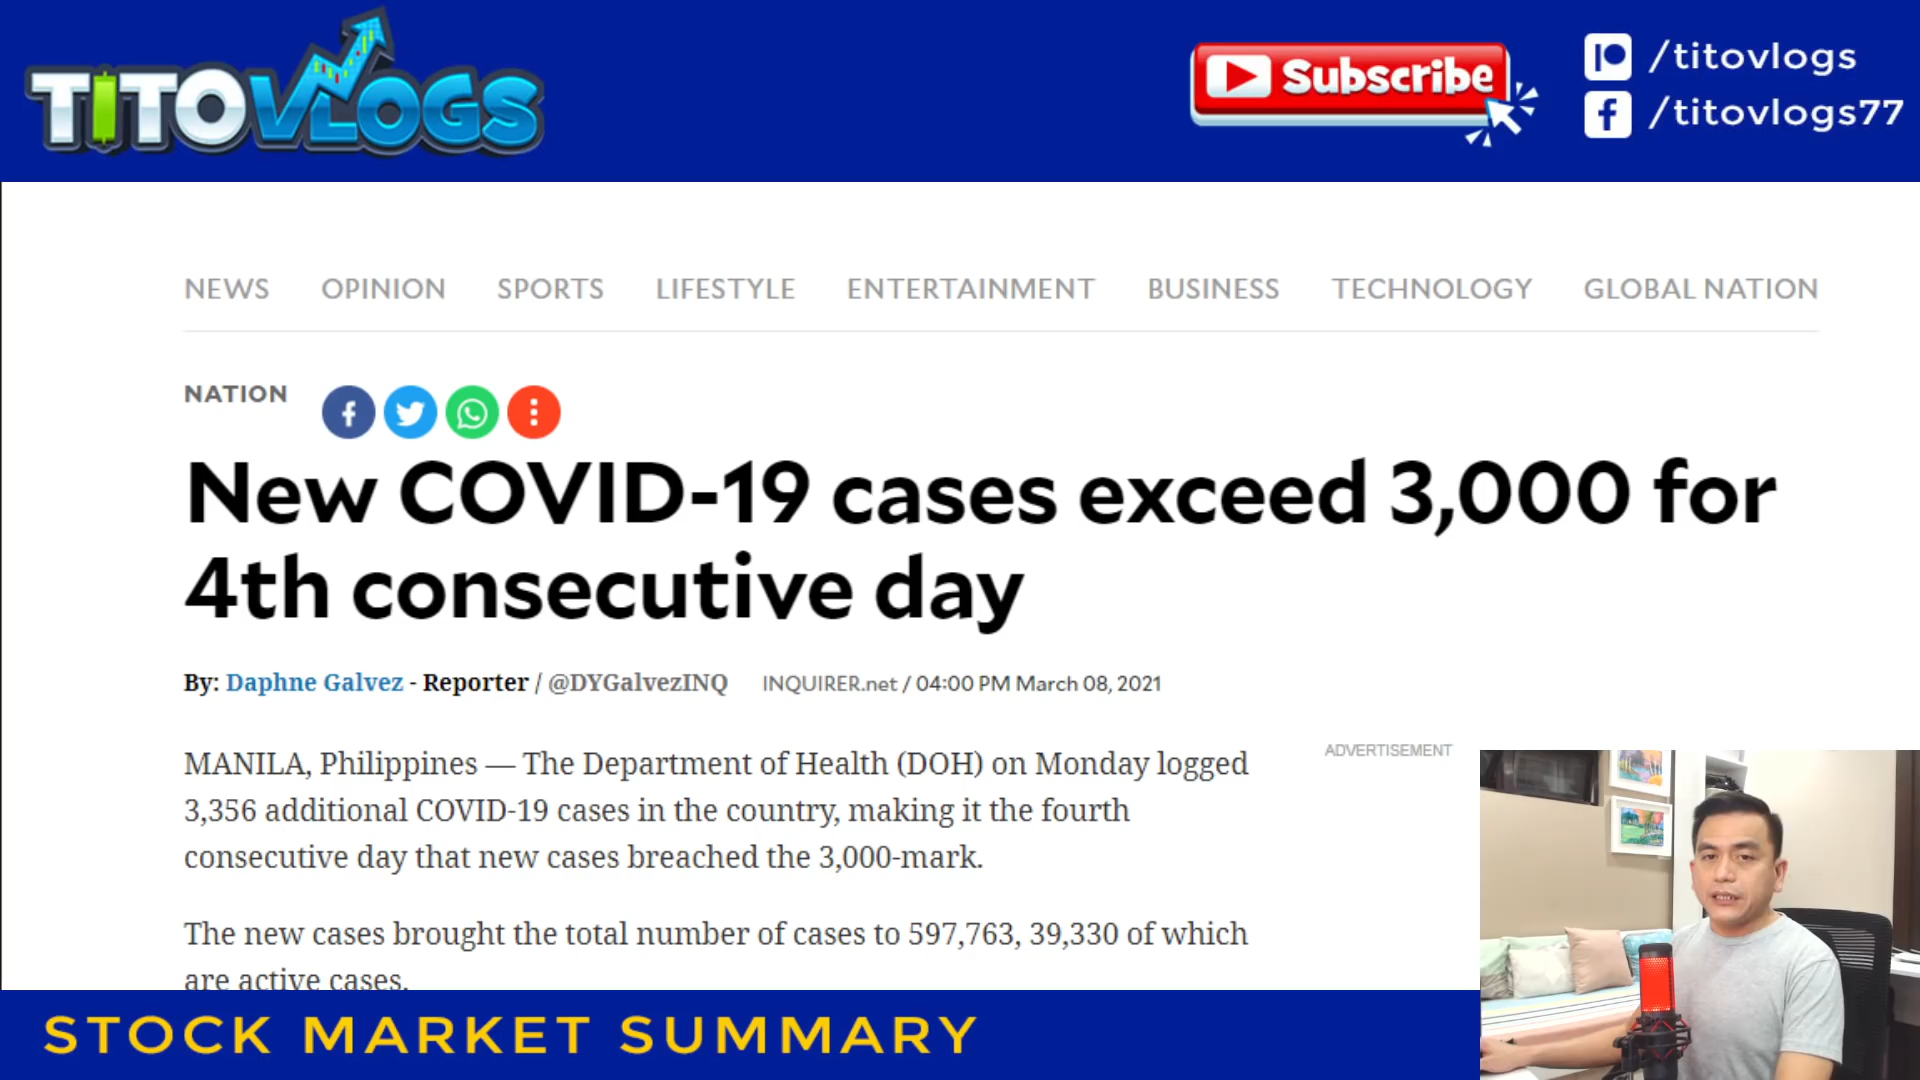 TITOVLOGS
Subscribe
/titovlogs
/titovlogs77
NEWS OPINION SPORTS LIFESTYLE ENTERTAINMENT BUSINESS TECHNOLOGY GLOBAL NATION
NATION
New COVID-19 cases exceed 3,000 for
4th consecutive day
By: Daphne Galvez - Reporter / @DYGalvezINQ INQUIRER.net / 04:00 PM March 08, 2021
MANILA, Philippines — The Department of Health (DOH) on Monday logged
3,356 additional COVID-19 cases in the country, making it the fourth
consecutive day that new cases breached the 3,000-mark.
ADVERTISEMENT
The new cases brought the total number of cases to 597,763, 39,330 of which
are active cases.
STOCK MARKET SUMMARY